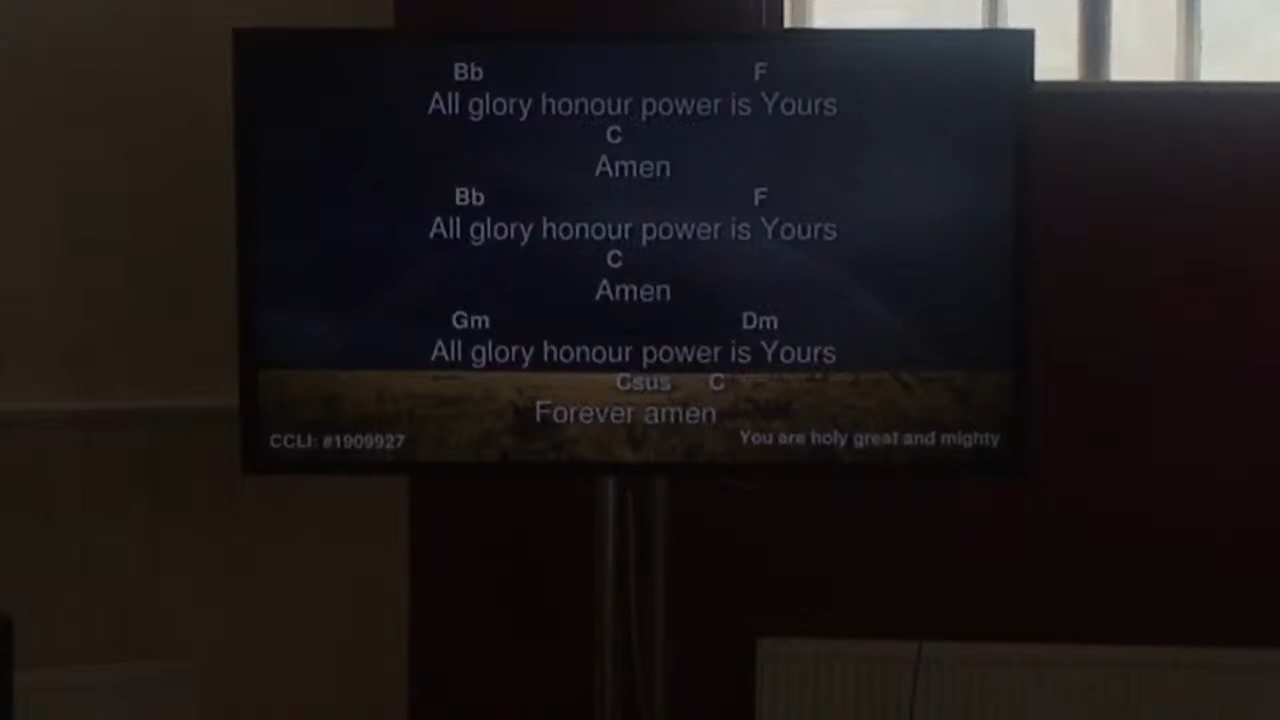 Bb F
All glory honour power is Yours
C
Amen
Bb F
All glory honour power is Yours
C
Amen
Gm Dm
All glory honour power is Yours
Csus C
Forever amen
CCLI: #1909927
You are holy great and mighty